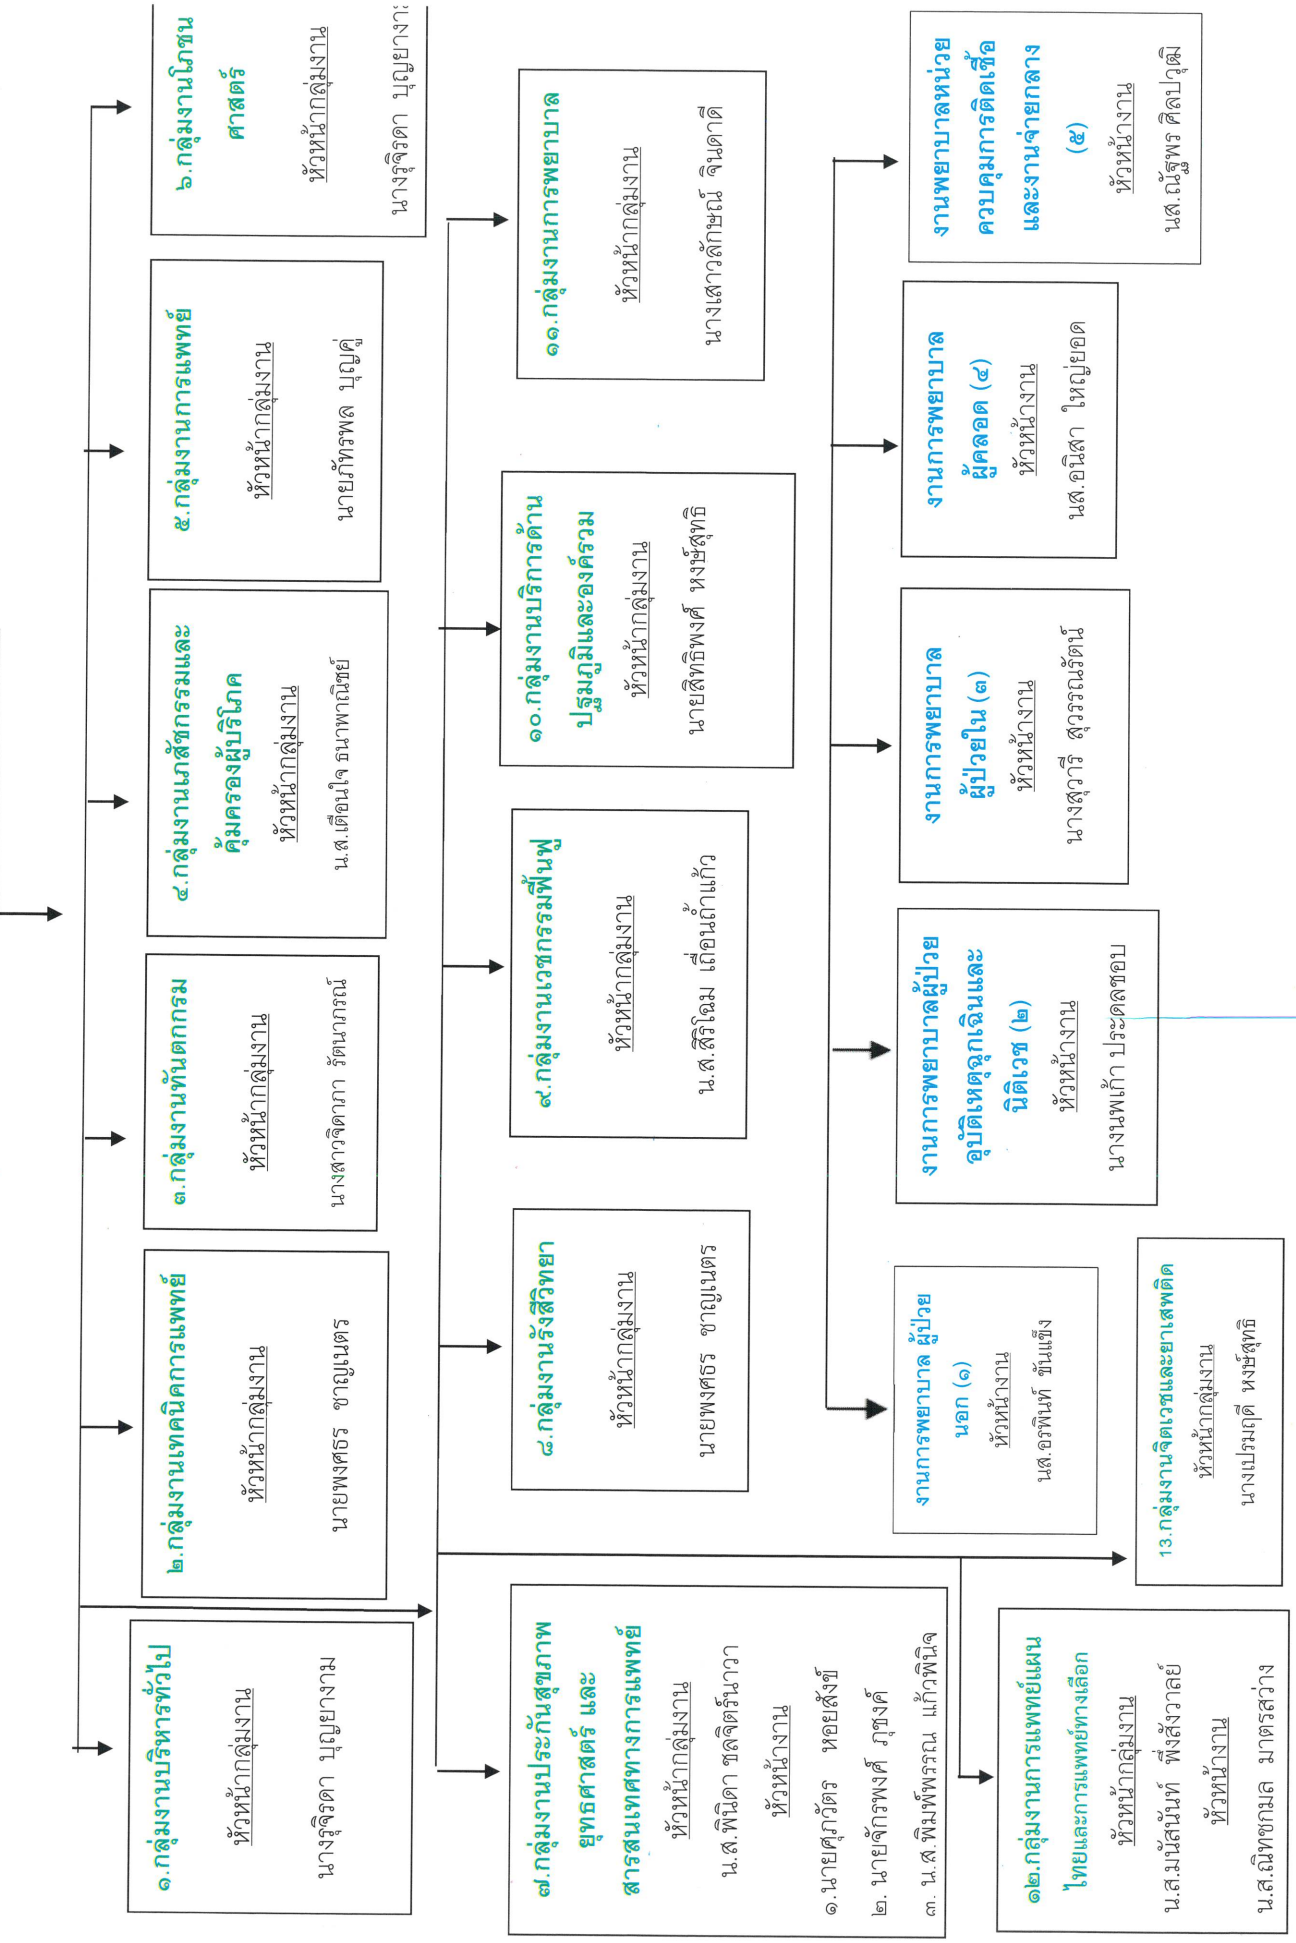 ๑.กลุ่มงานบริหารทั่วไป
หัวหน้ากลุ่มงาน
นางรุจิรดา บุญยางาม
๒.กลุ่มงานเทคนิคการแพทย์
หัวหน้ากลุ่มงาน
นายพงศธร ชาญเนตร
๓.กลุ่มงานทันตกกรม
หัวหน้ากลุ่มงาน
นางสาวจิดาภา รัตนาภรณ์
๔.กลุ่มงานเภสัชกรรมและ
คุ้มครองผู้บริโภค
หัวหน้ากลุ่มงาน
น.ส.เตือนใจ ธนาพาณิชย์
๕.กลุ่มงานการแพทย์
หัวหน้ากลุ่มงาน
นายภัทรพล บุญคู่
๖.กลุ่มงานโภชน
ศาสตร์
หัวหน้ากลุ่มงาน
นางรุจิรดา บุญยางา
๗.กลุ่มงานประกันสุขภาพ
ยุทธศาสตร์ และ
สารสนเทศทางการแพทย์
หัวหน้ากลุ่มงาน
น.ส.พนิดา ชลจิตร์นาวา
หัวหน้างาน
๑.นายศุภวัตร หอยสังข์
๒. นายจักรพงศ์ ภุชงค์
๓. น.ส.พิมพ์พรรณ แก้วพินิจ
๘.กลุ่มงานรังสีวิทยา
หัวหน้ากลุ่มงาน
นายพงศธร ชาญเนตร
๙.กลุ่มงานเวชกรรมฟื้นฟู
หัวหน้ากลุ่มงาน
น.ส.สิริโฉม เถื่อนถ้ำแก้ว
๑๐.กลุ่มงานบริการด้าน
ปฐมภูมิและองค์รวม
หัวหน้ากลุ่มงาน
นายสิทธิพงศ์ หงษ์สุทธิ
๑๑.กลุ่มงานการพยาบาล
หัวหน้ากลุ่มงาน
นางเสาวลักษณ์ จินดาดี
งานการพยาบาล ผู้ป่วย
นอก (๑)
หัวหน้างาน
นส.อรพินท์ ขันแข็ง
งานการพยาบาลผู้ป่วย
อุบัติเหตุฉุกเฉินและ
นิติเวช (๒)
หัวหน้างาน
นางนพเก้า ประดลชอบ
งานการพยาบาล
ผู้ป่วยใน (๓)
หัวหน้างาน
นางสุวารี สุวรรณรัตน์
งานการพยาบาล
ผู้คลอด (๔)
หัวหน้างาน
นส.อนิสา ใหญ่ยอด
งานพยาบาลหน่วย
ควบคุมการติดเชื้อ
และงานจ่ายกลาง
(๕)
หัวหน้างาน
นส.ณัฐพร ศิลปวุฒิ
๑๒.กลุ่มงานการแพทย์แผน
ไทยและการแพทย์ทางเลือก
หัวหน้ากลุ่มงาน
น.ส.มนัสนันท์ พึ่งสังวาลย์
หัวหน้างาน
น.ส.ณิทชกมล มาตรสว่าง
13.กลุ่มงานจิตเวชและยาเสพติด
หัวหน้ากลุ่มงาน
นางเปรมฤดี หงษ์สุทธิ